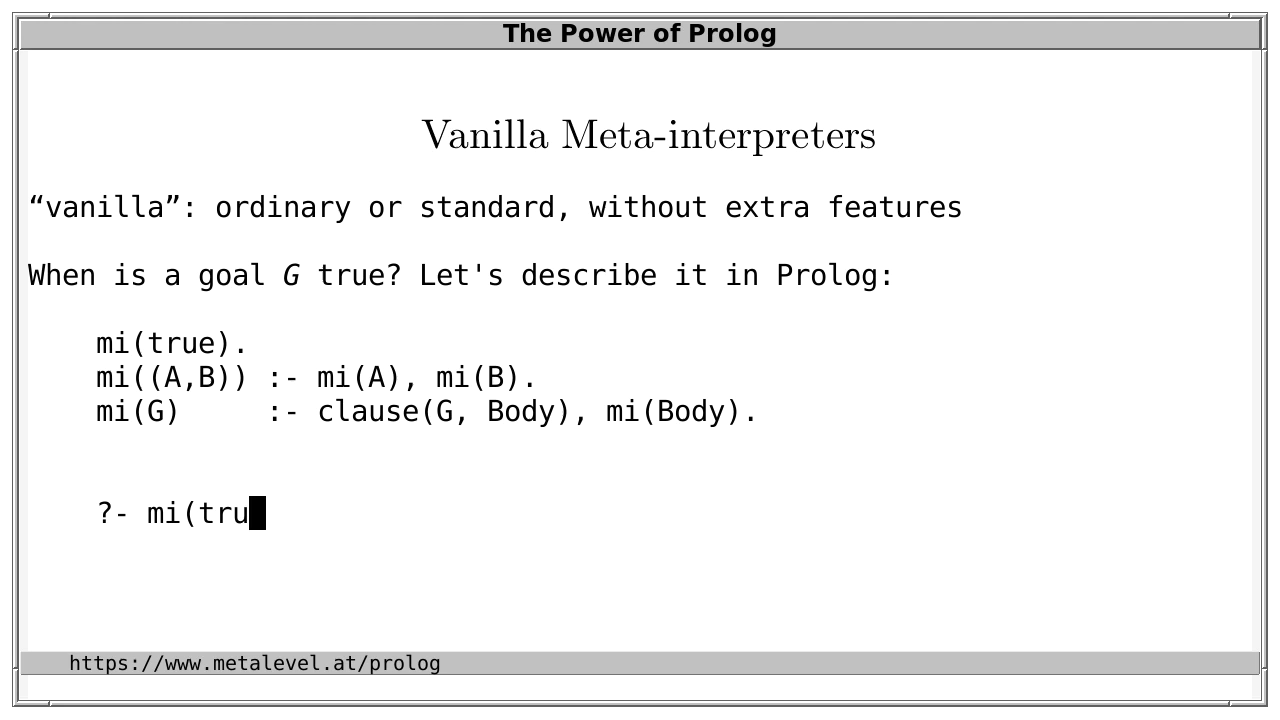 The Power of Prolog
Vanilla Meta-interpreters
“vanilla”: ordinary or standard, without extra features
When is a goal G true? Let's describe it in Prolog:
mi(true).
mi((A,B)) :- mi(A), mi(B).
mi(G)     :- clause(G, Body), mi(Body).
?- mi(tru
https://www.metalevel.at/prolog